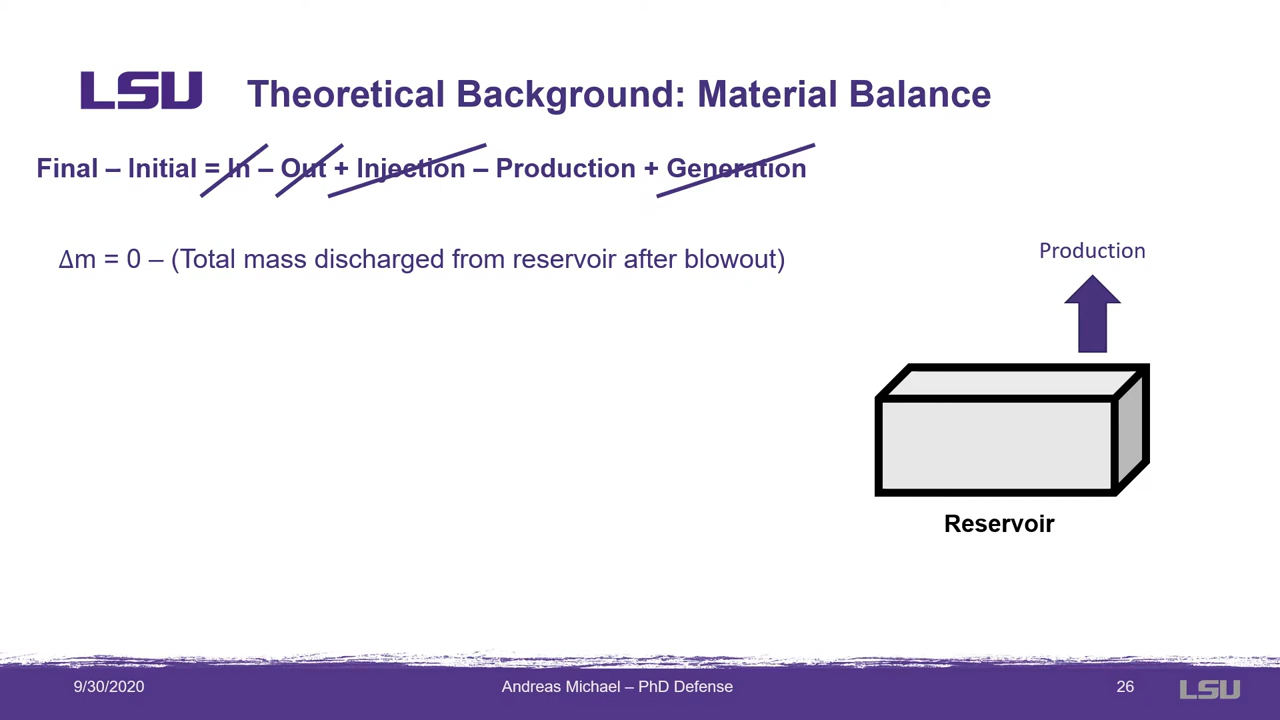 LSU
Theoretical Background: Material Balance
Final – Initial = In – Out + Injection – Production + Generation
Δm = 0 – (Total mass discharged from reservoir after blowout)
Production
Reservoir
9/30/2020
Andreas Michael – PhD Defense
26
LSU